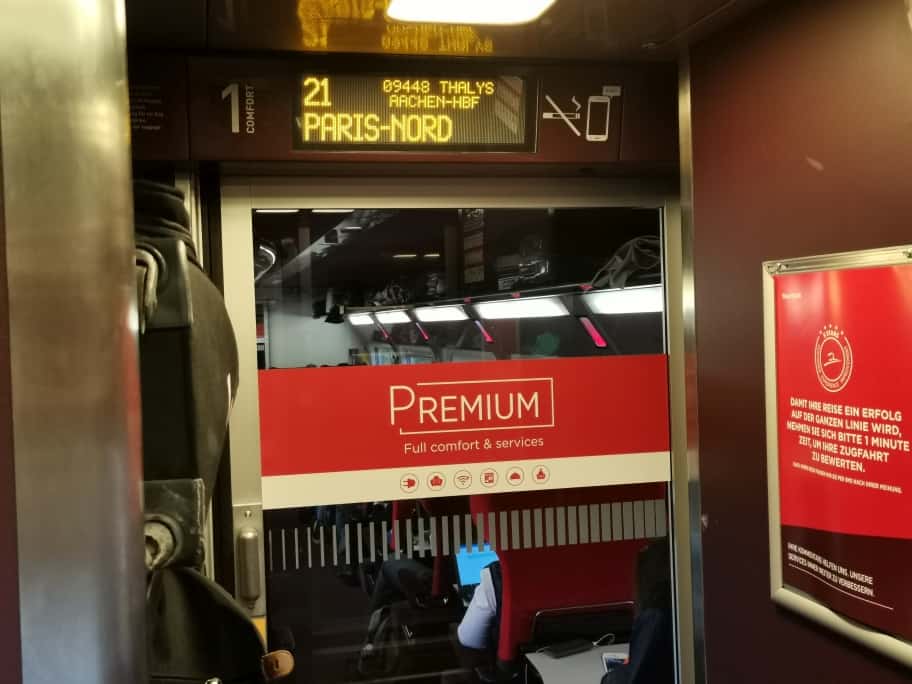 1
COMFORT
21
09448 THALYS
AACHEN-HBF
PARIS-NORD
PREMIUM
Full comfort & services
DAMIT IHRE REISE EIN ERFOLG
AUF DER GANZEN LINIE WIRD,
NEHMEN SIE SICH BITTE 1 MINUTE
ZEIT, UM IHRE ZUGFAHRT
ZU BEWERTEN.
IHRE KOMMENTARE HELFEN UNS, UNSERE
SERVICES IMMER WEITER ZU VERBESSERN.